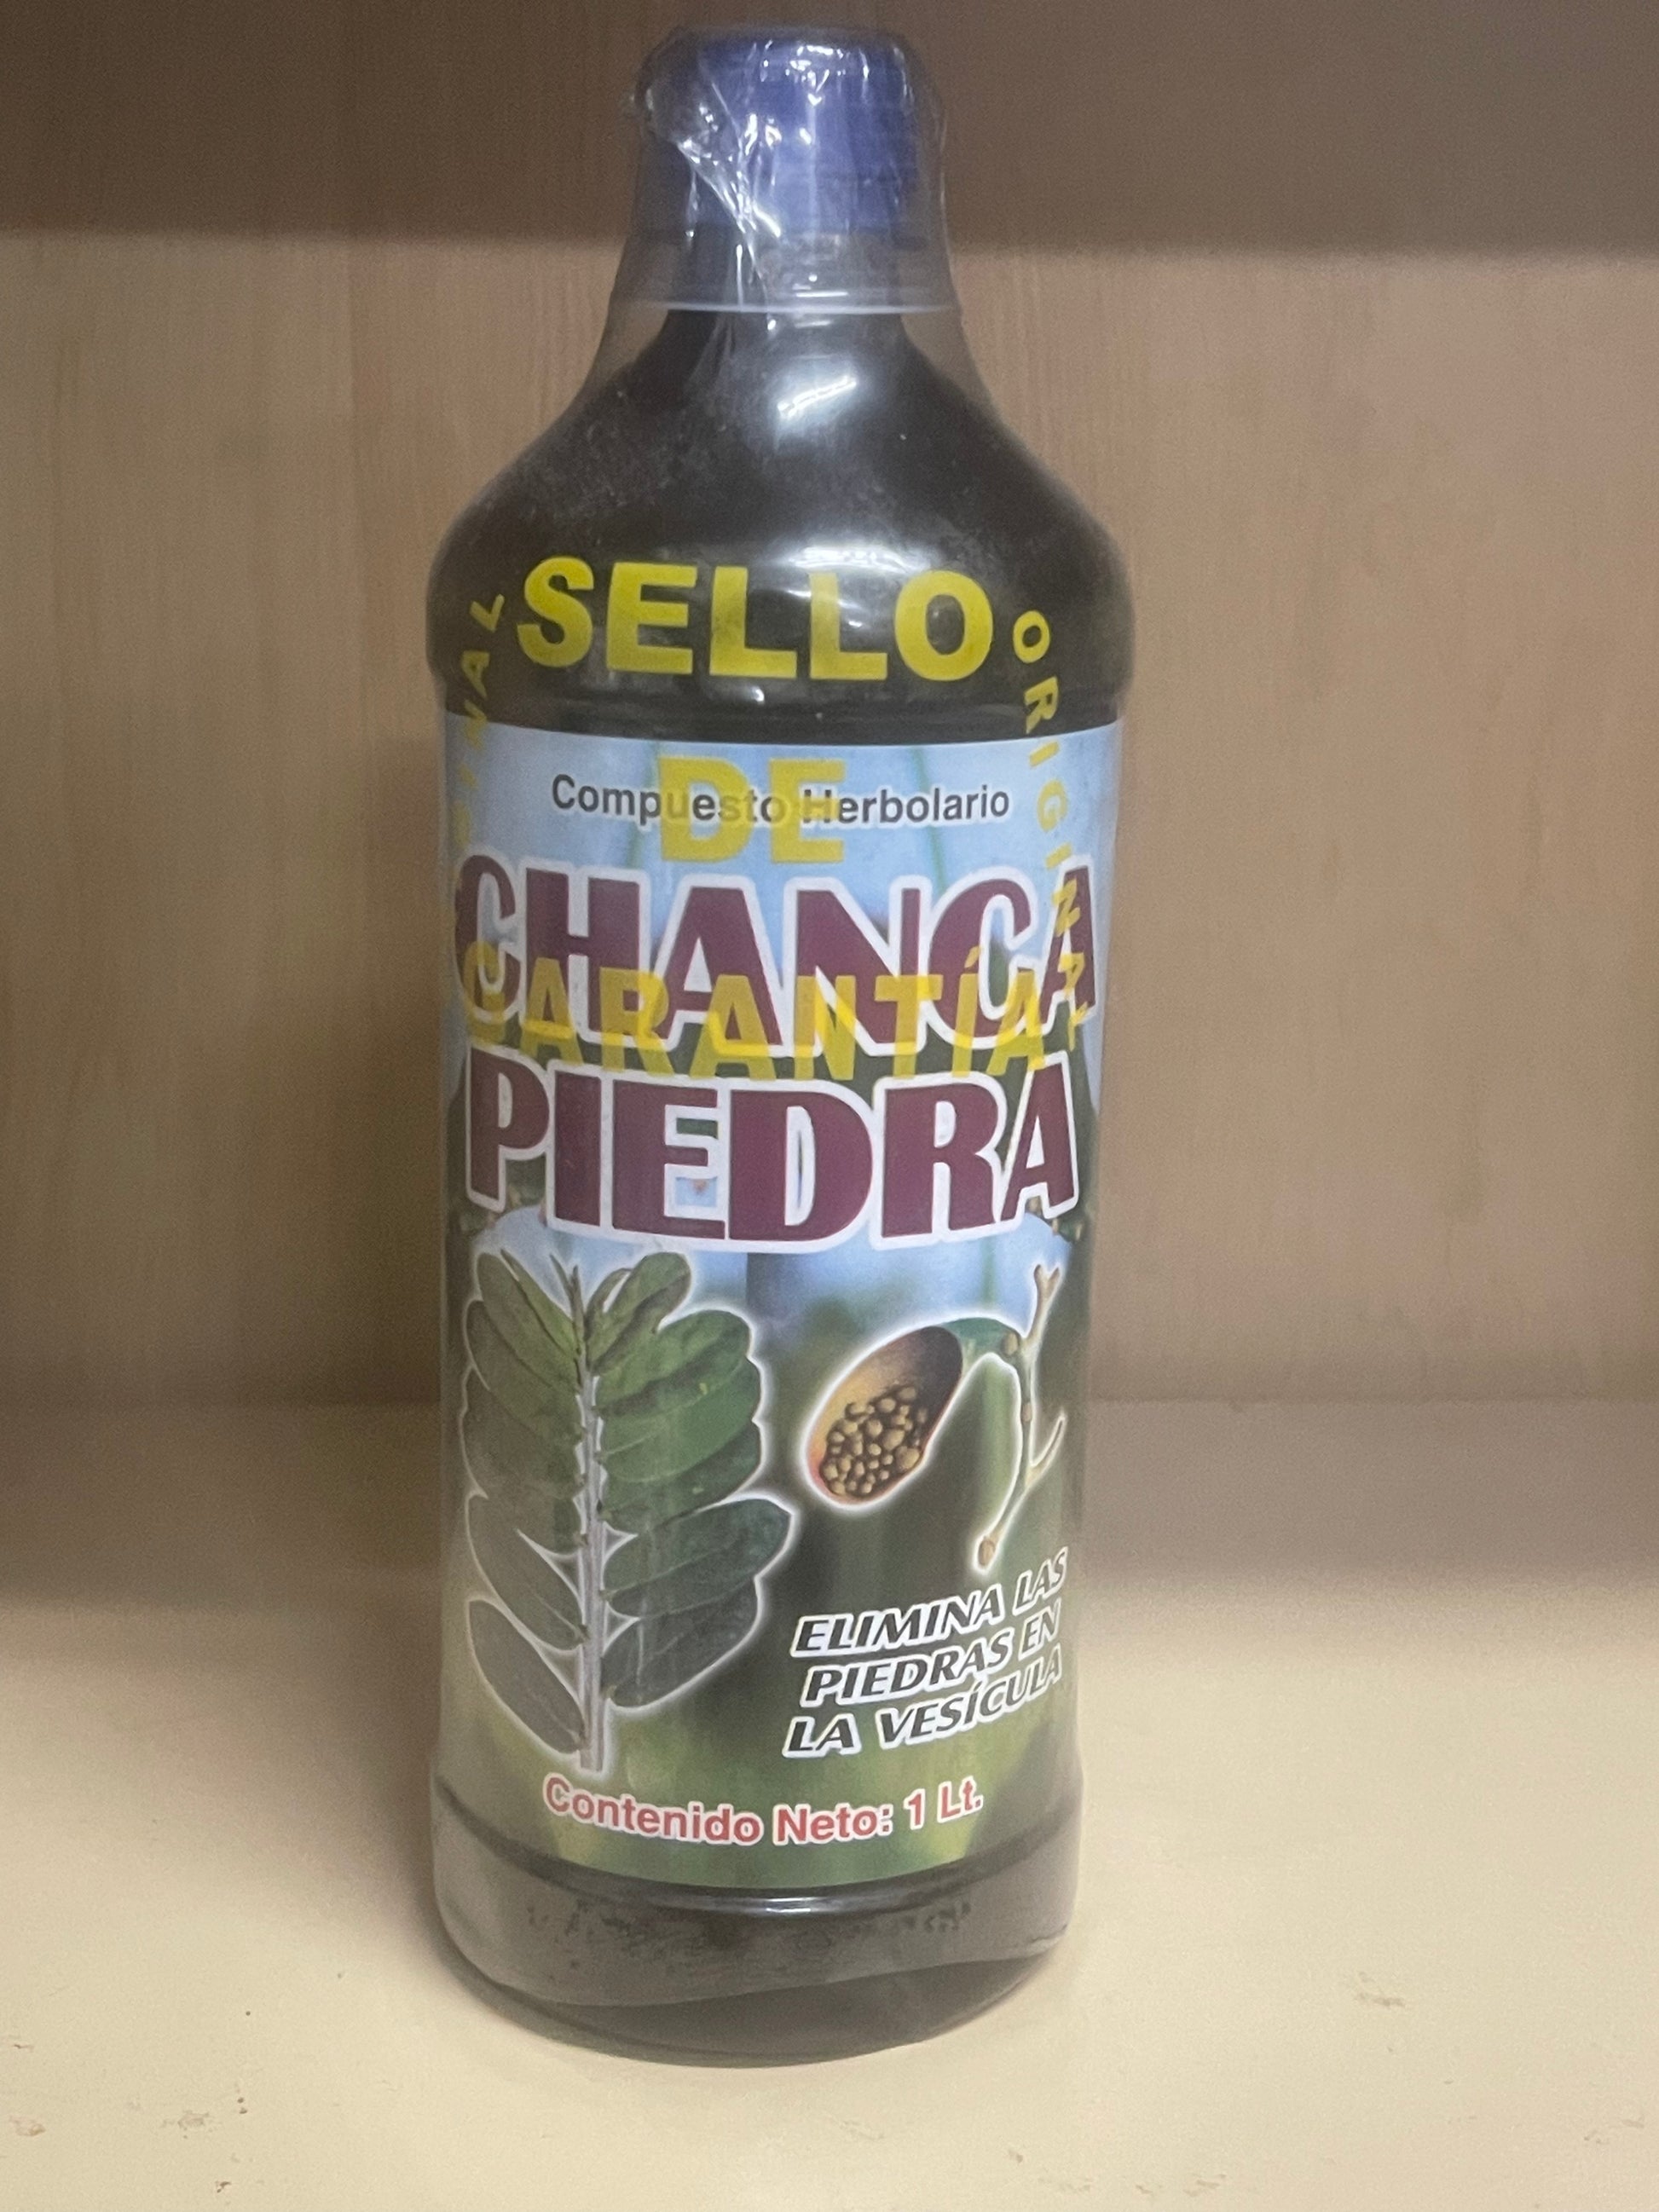 SELLO
DE
GARANTÍA
ORIGINAL
Compuesto Herbolario
CHANCA
PIEDRA
ELIMINA LAS
PIEDRAS EN
LA VESÍCULA
Contenido Neto: 1 Lt.